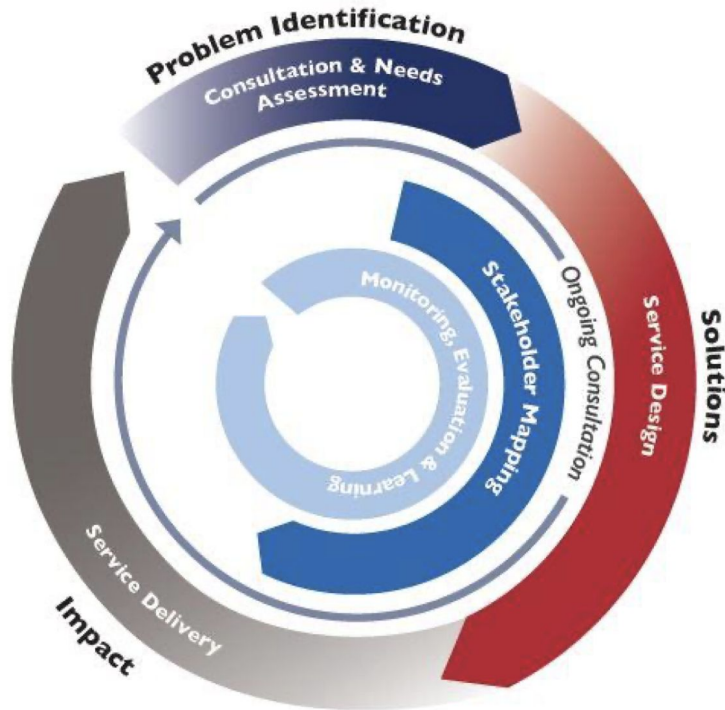 Problem Identification
Consultation & Needs
Assessment
Solutions
Service Design
Ongoing Consultation
Stakeholder Mapping
Monitoring, Evaluation & Learning
Service Delivery
Impact